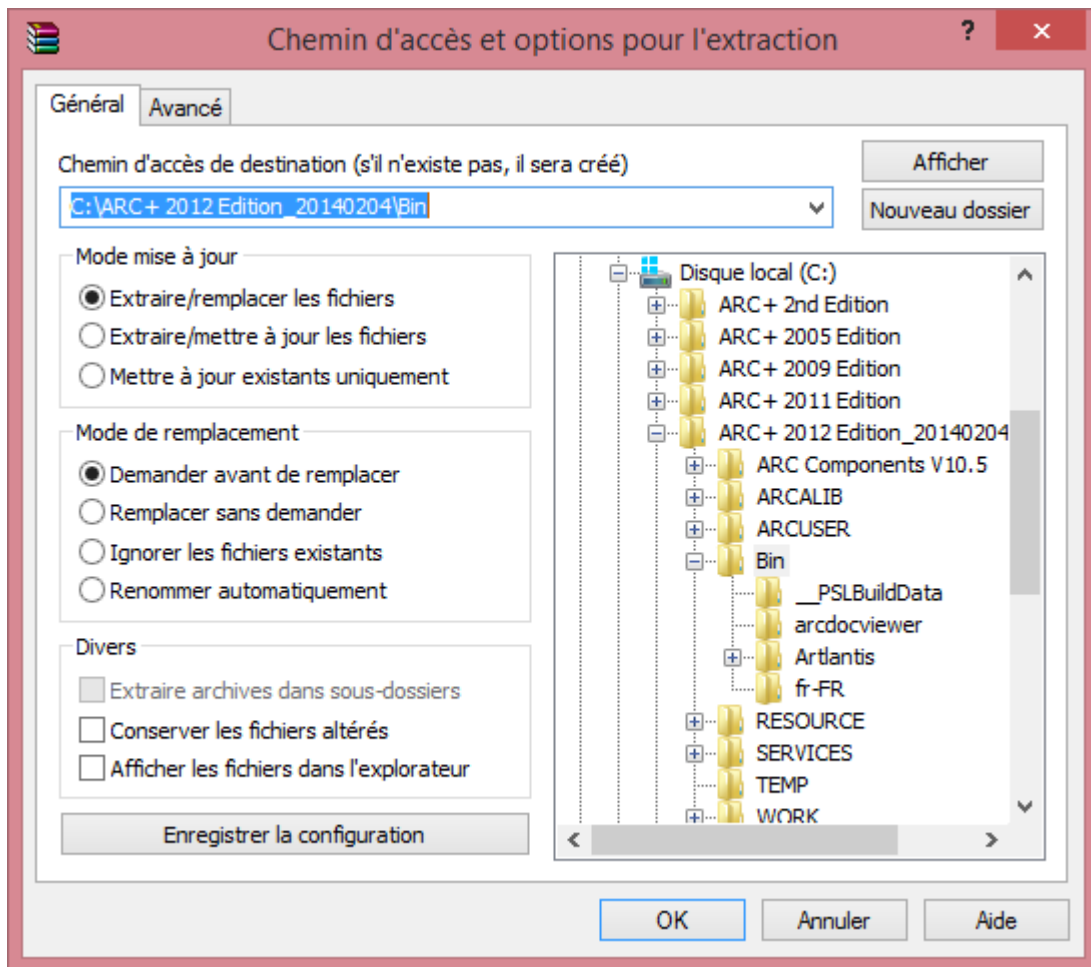 Chemin d'accès et options pour l'extraction
?
×
Général
Avancé
Chemin d'accès de destination (s'il n'existe pas, il sera créé)
Afficher
C:\ARC+ 2012 Edition_20140204\Bin
Nouveau dossier
Mode mise à jour
Extraire/remplacer les fichiers
Extraire/mettre à jour les fichiers
Mettre à jour existants uniquement
Mode de remplacement
Demander avant de remplacer
Remplacer sans demander
Ignorer les fichiers existants
Renommer automatiquement
Divers
Extraire archives dans sous-dossiers
Conserver les fichiers altérés
Afficher les fichiers dans l'explorateur
Enregistrer la configuration
Disque local (C:)
ARC+ 2nd Edition
ARC+ 2005 Edition
ARC+ 2009 Edition
ARC+ 2011 Edition
ARC+ 2012 Edition_20140204
ARC Components V10.5
ARCALIB
ARCUSER
Bin
__PSLBuildData
arcdocviewer
Artlantis
fr-FR
RESOURCE
SERVICES
TEMP
WORK
OK
Annuler
Aide